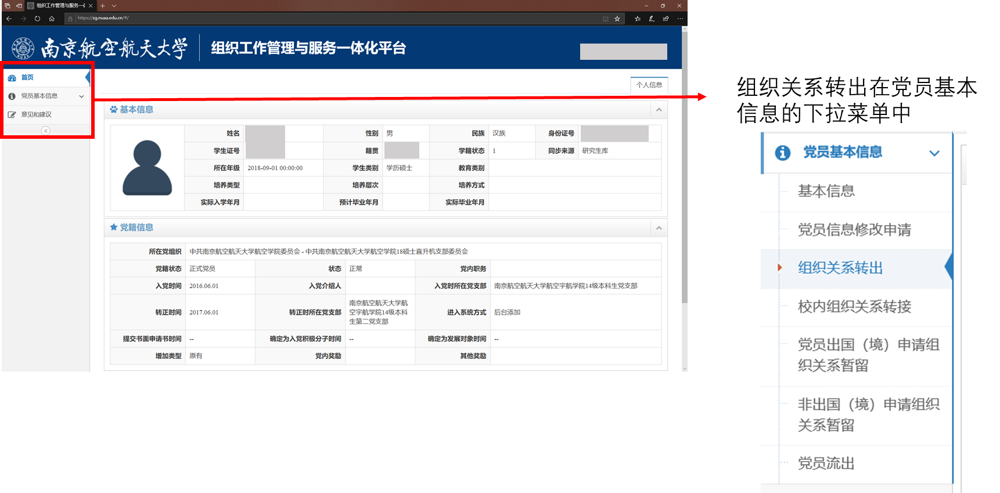 组织工作管理与服务一
https://zg.nuaa.edu.cn/#/
南京航空航天大学
组织工作管理与服务一体化平台
首页
党员基本信息
意见和建议
个人信息
基本信息
姓名 性别 男 民族 汉族 身份证号
学生证号 籍贯 学籍状态 1 同步来源 研究生库
所在年级 2018-09-01 00:00:00 学生类别 学历硕士 教育类别
培养类型 培养层次 培养方式
实际入学年月 预计毕业年月 实际毕业年月
党籍信息
所在党组织 中共南京航空航天大学航空学院委员会 - 中共南京航空航天大学航空学院18硕士直升机支部委员会
党籍状态 正式党员 状态 正常 党内职务
入党时间 2016.06.01 入党介绍人 入党时所在党支部 南京航空航天大学航空宇航学院14级本科生党支部
转正时间 2017.06.01 转正时所在党支部 南京航空航天大学航
空宇航学院14级本科
生第二党支部
进入系统方式 后台添加
提交书面申请书时间 -- 确定为入党积极分子时间 -- 确定为发展对象时间 --
增加类型 原有 党内奖励 其他奖励
组织关系转出在党员基本
信息的下拉菜单中
党员基本信息
基本信息
党员信息修改申请
组织关系转出
校内组织关系转接
党员出国（境）申请组
织关系暂留
非出国（境）申请组织
关系暂留
党员流出